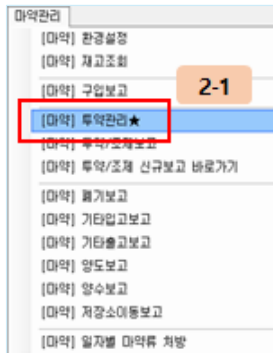 마약관리
[마약] 환경설정
[마약] 재고조회
[마약] 구입보고
2-1
[마약] 투약관리★
[마약] 투약/조제보고
[마약] 투약/조제 신규보고 바로가기
[마약] 폐기보고
[마약] 기타입고보고
[마약] 기타출고보고
[마약] 양도보고
[마약] 양수보고
[마약] 저장소이동보고
[마약] 일자별 마약류 처방